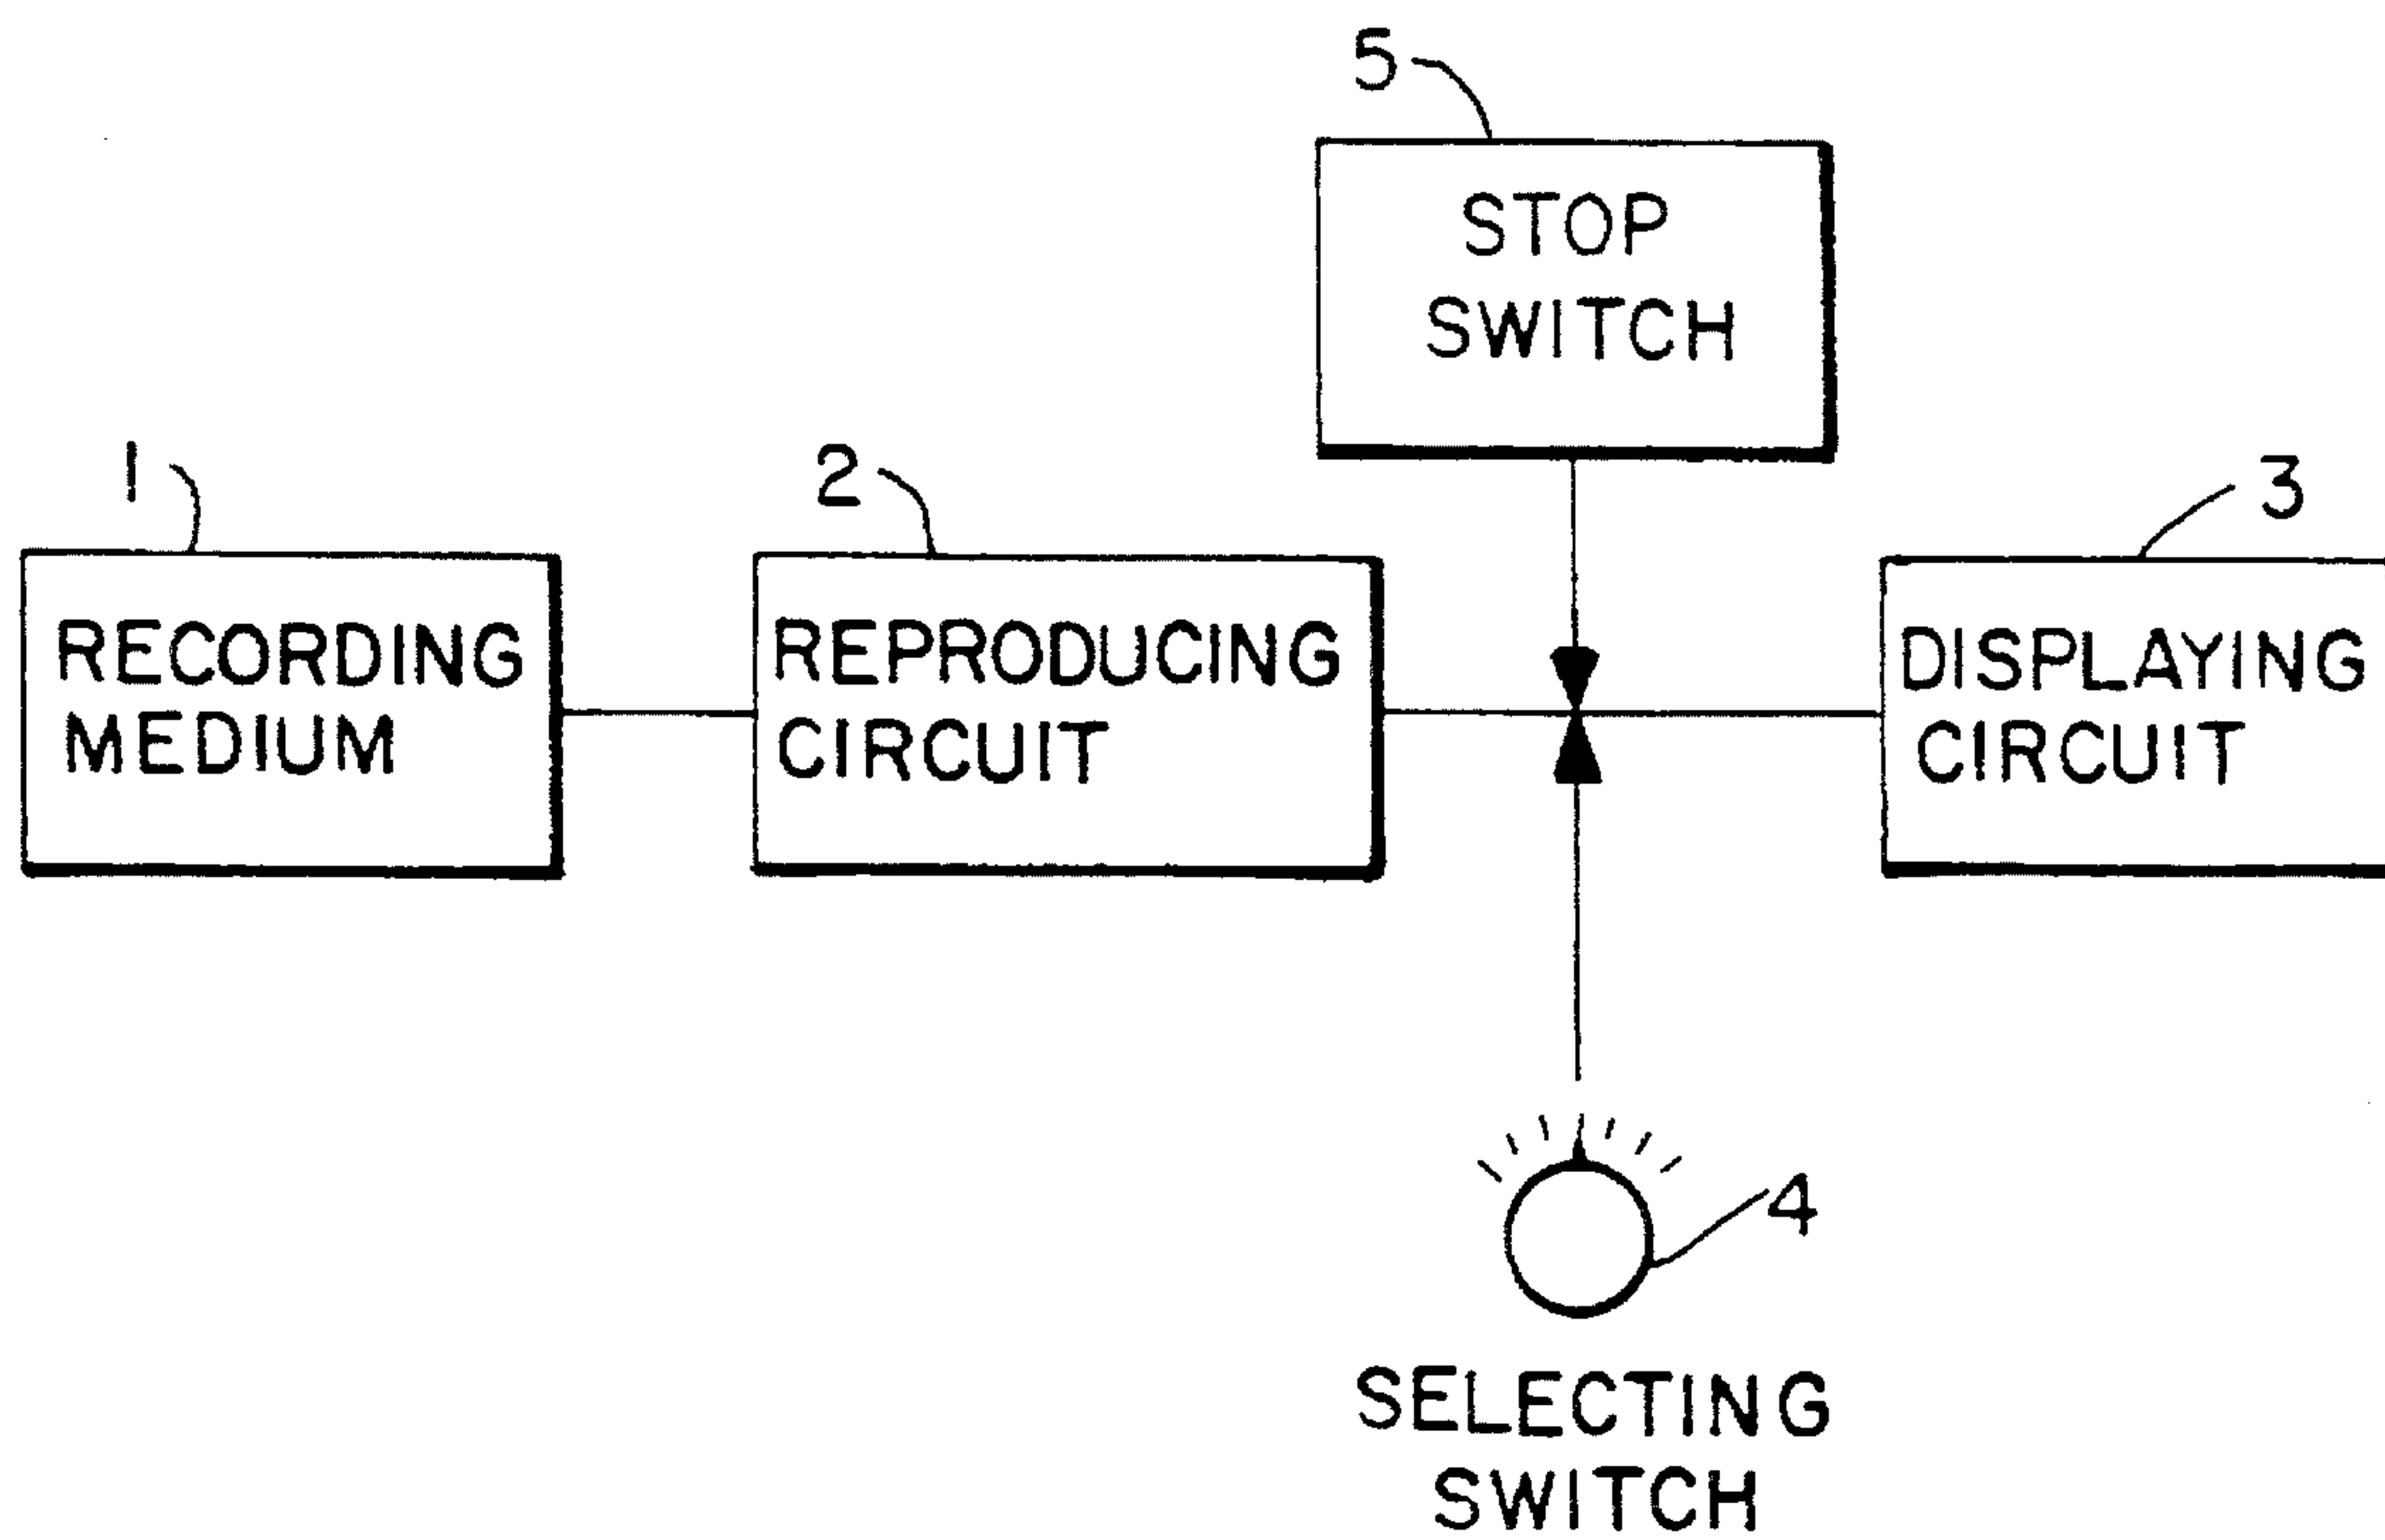 5
STOP
SWITCH
1
2
3
RECORDING
MEDIUM
REPRODUCING
CIRCUIT
DISPLAYING
CIRCUIT
4
SELECTING
SWITCH